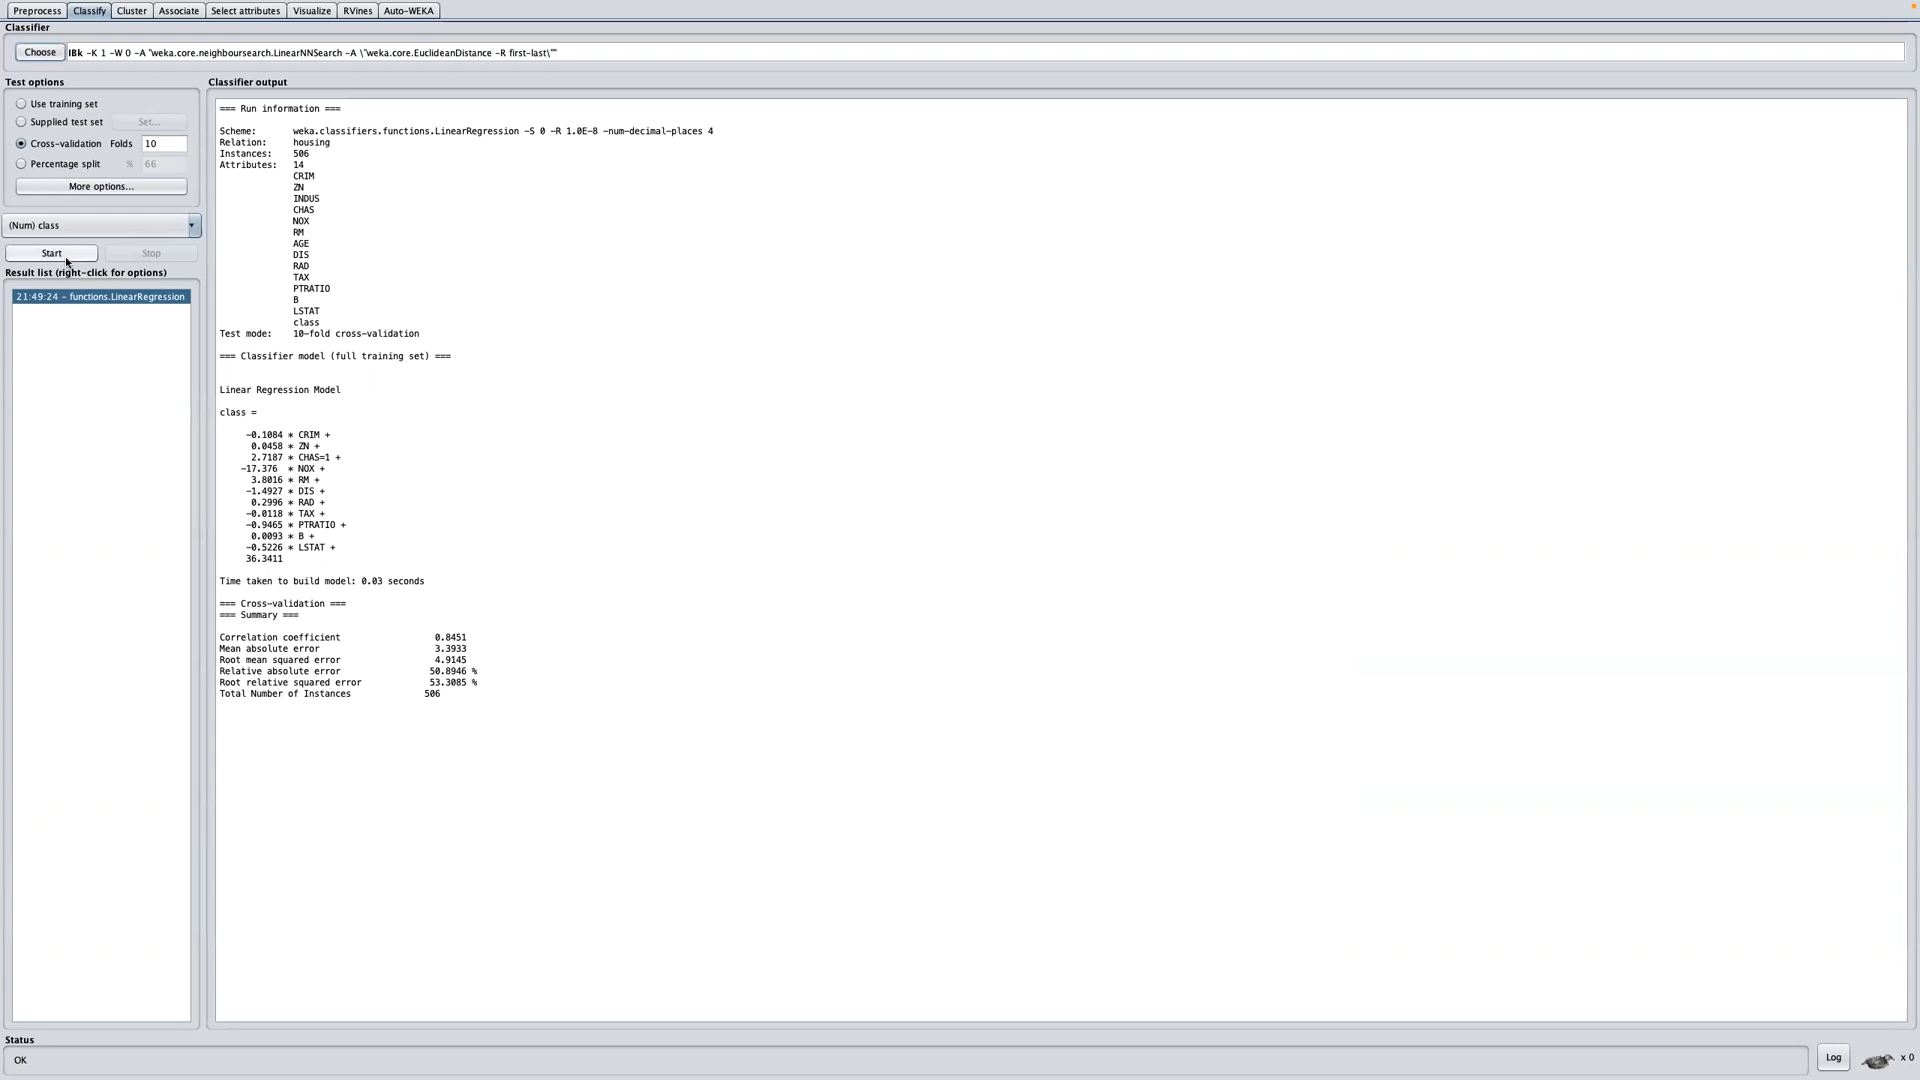 Preprocess Classify Cluster Associate Select attributes Visualize RVines Auto-WEKA
Classifier
Choose IBk -K 1 -W 0 -A "weka.core.neighboursearch.LinearNNSearch -A \"weka.core.EuclideanDistance -R first-last\""
Test options
Use training set
Supplied test set Set...
Cross-validation Folds 10
Percentage split % 66
More options...
(Num) class
Start Stop
Result list (right-click for options)
21:49:24 - functions.LinearRegression
Classifier output
=== Run information ===
Scheme: weka.classifiers.functions.LinearRegression -S 0 -R 1.0E-8 -num-decimal-places 4
Relation: housing
Instances: 506
Attributes: 14
CRIM
ZN
INDUS
CHAS
NOX
RM
AGE
DIS
RAD
TAX
PTRATIO
B
LSTAT
class
Test mode: 10-fold cross-validation
=== Classifier model (full training set) ===
Linear Regression Model
class =
-0.1084 * CRIM +
0.0458 * ZN +
2.7187 * CHAS=1 +
-17.376 * NOX +
3.8016 * RM +
-1.4927 * DIS +
0.2996 * RAD +
-0.0118 * TAX +
-0.9465 * PTRATIO +
0.0093 * B +
-0.5226 * LSTAT +
36.3411
Time taken to build model: 0.03 seconds
=== Cross-validation ===
=== Summary ===
Correlation coefficient 0.8451
Mean absolute error 3.3933
Root mean squared error 4.9145
Relative absolute error 50.8946 %
Root relative squared error 53.3085 %
Total Number of Instances 506
Status
OK
Log x 0